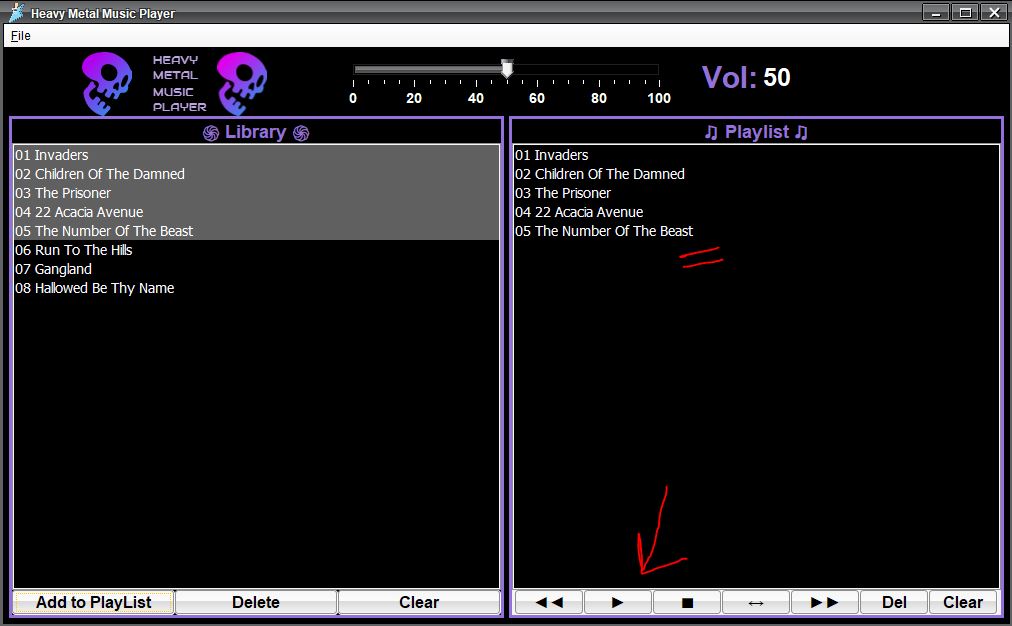 Heavy Metal Music Player
File
HEAVY
METAL
MUSIC
PLAYER
0 20 40 60 80 100
Vol: 50
Library
01 Invaders
02 Children Of The Damned
03 The Prisoner
04 22 Acacia Avenue
05 The Number Of The Beast
06 Run To The Hills
07 Gangland
08 Hallowed Be Thy Name
Add to PlayList Delete Clear
♫ Playlist ♫
01 Invaders
02 Children Of The Damned
03 The Prisoner
04 22 Acacia Avenue
05 The Number Of The Beast
◄◄ ► ■ ↔ ►► Del Clear